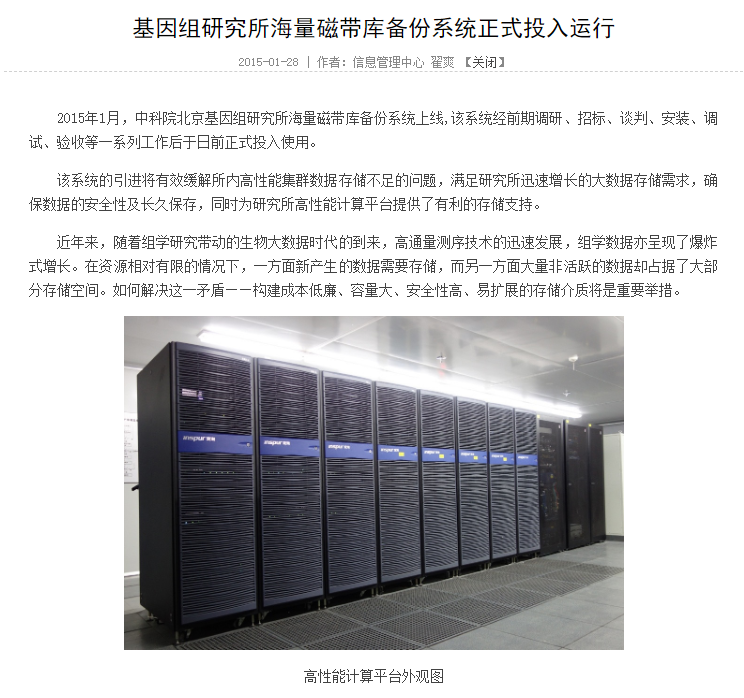 基因组研究所海量磁带库备份系统正式投入运行
2015-01-28 | 作者：信息管理中心 翟爽 【关闭】
2015年1月，中科院北京基因组研究所海量磁带库备份系统上线,该系统经前期调研、招标、谈判、安装、调
试、验收等一系列工作后于日前正式投入使用。
该系统的引进将有效缓解所内高性能集群数据存储不足的问题，满足研究所迅速增长的大数据存储需求，确
保数据的安全性及长久保存，同时为研究所高性能计算平台提供了有利的存储支持。
近年来，随着组学研究带动的生物大数据时代的到来，高通量测序技术的迅速发展，组学数据亦呈现了爆炸
式增长。在资源相对有限的情况下，一方面新产生的数据需要存储，而另一方面大量非活跃的数据却占据了大部
分存储空间。如何解决这一矛盾——构建成本低廉、容量大、安全性高、易扩展的存储介质将是重要举措。
inspur 浪潮
inspur 浪潮
inspur 浪潮
inspur 浪潮
高性能计算平台外观图